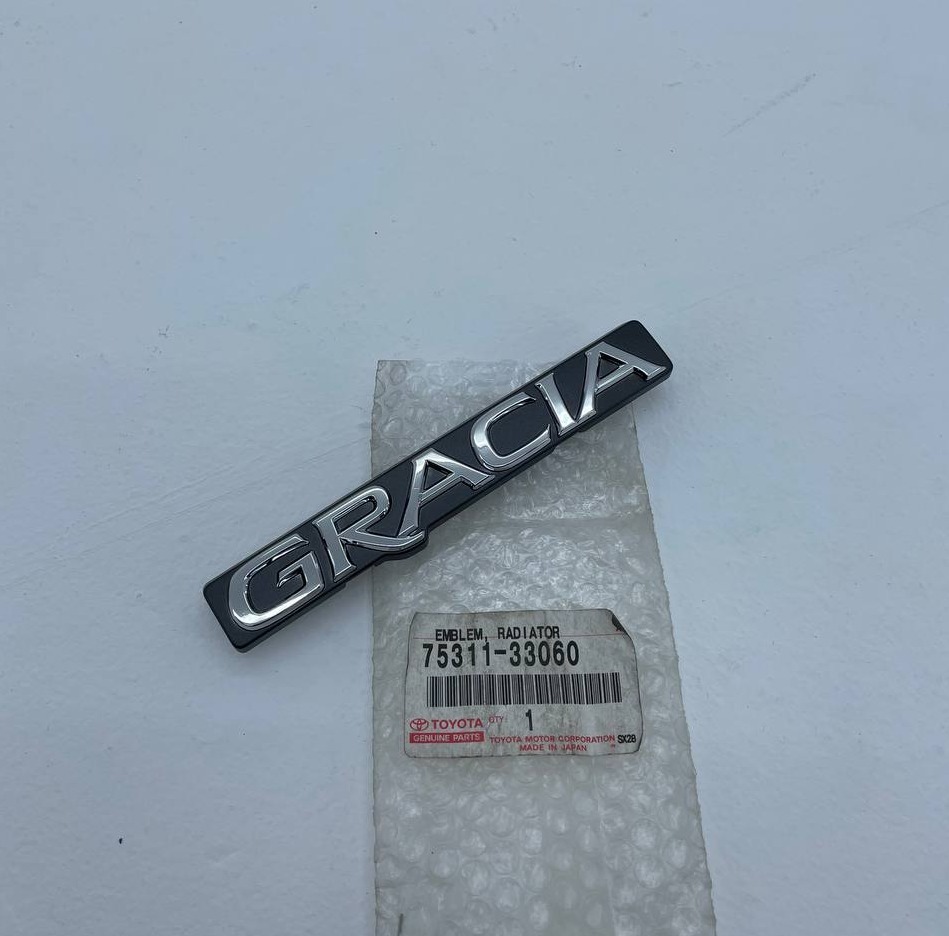 GRACIA
EMBLEM, RADIATOR
75311-33060
TOYOTA QTY: 1
GENUINE PARTS TOYOTA MOTOR CORPORATION SX28
MADE IN JAPAN